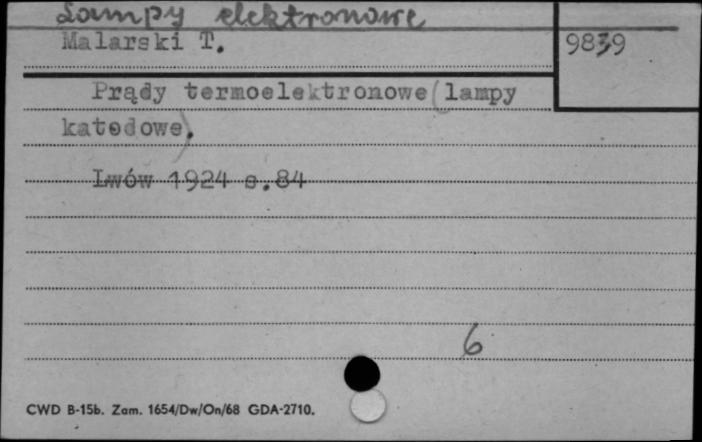 Lampy elektronowe
Malarski T.
9839
Prądy termoelektronowe (lampy
katodowe).
Lwów 1924 s.84
6
CWD B-15b. Zam. 1654/Dw/On/68 GDA-2710.